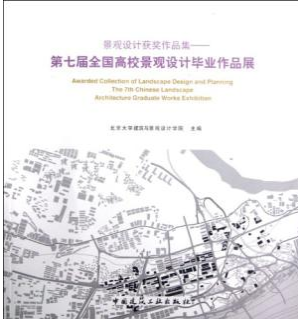 景观设计获奖作品集——
第七届全国高校景观设计毕业作品展
Awarded Collection of Landscape Design and Planning
The 7th Chinese Landscape
Architecture Graduate Works Exhibition
北京大学建筑与景观设计学院 主编
中国建筑工业出版社